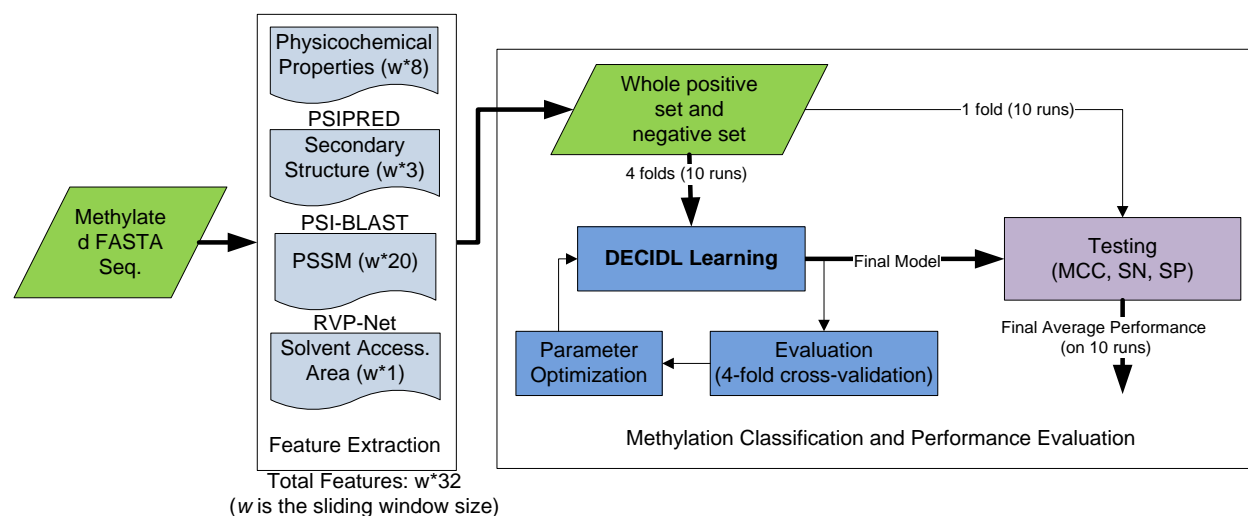 Methylate
d FASTA
Seq.
Physicochemical
Properties (w*8)
PSIPRED
Secondary
Structure (w*3)
PSI-BLAST
PSSM (w*20)
RVP-Net
Solvent Access.
Area (w*1)
Feature Extraction
Total Features: w*32
(w is the sliding window size)
Whole positive
set and
negative set
1 fold (10 runs)
4 folds (10 runs)
DECIDL Learning
Final Model
Testing
(MCC, SN, SP)
Parameter
Optimization
Evaluation
(4-fold cross-validation)
Final Average Performance
(on 10 runs)
Methylation Classification and Performance Evaluation